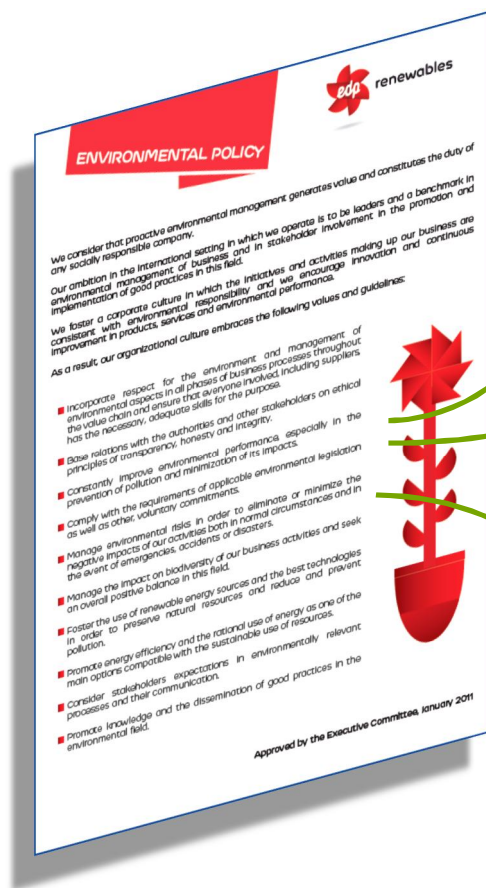 edp renewables
ENVIRONMENTAL POLICY
We consider that proactive environmental management generates value and constitutes the duty of
any socially responsible company.
Our ambition in the international setting in which we operate is to be leaders and a benchmark in
environmental management of business and in stakeholder involvement in the promotion and
implementation of good practices in this field.
We foster a corporate culture in which the initiatives and activities making up our business are
consistent with environmental responsibility and we encourage innovation and continuous
improvement in products, services and environmental performance.
As a result, our organizational culture embraces the following values and guidelines:
Incorporate respect for the environment and management of
environmental aspects in all phases of business processes throughout
the value chain and ensure that everyone involved, including suppliers,
has the necessary, adequate skills for the purpose.
Base relations with the authorities and other stakeholders on ethical
principles of transparency, honesty and integrity.
Constantly improve environmental performance, especially in the
prevention of pollution and minimization of its impacts.
Comply with the requirements of applicable environmental legislation
as well as other, voluntary commitments.
Manage environmental risks in order to eliminate or minimize the
negative impacts of our activities both in normal circumstances and in
the event of emergencies, accidents or disasters.
Manage the impact on biodiversity of our business activities and seek
an overall positive balance in this field.
Foster the use of renewable energy sources and the best technologies
in order to preserve natural resources and reduce and prevent
pollution.
Promote energy efficiency and the rational use of energy as one of the
main options compatible with the sustainable use of resources.
Consider stakeholders expectations in environmentally relevant
processes and their communication.
Promote knowledge and the dissemination of good practices in the
environmental field.
Approved by the Executive Committee, January 2011